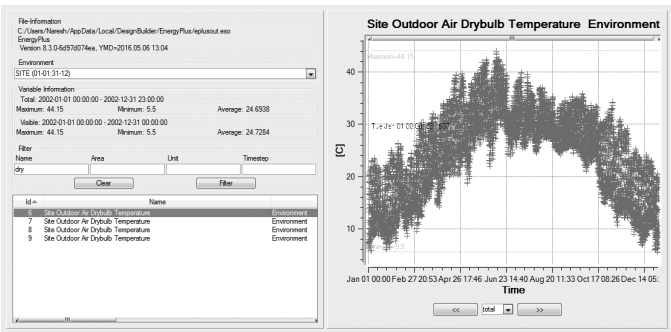 File-Information
C:/Users/Naresh/AppData/Local/DesignBuilder/EnergyPlus/eplusout.eso
EnergyPlus
Version 8.3.0-6d97d074ea, YMD=2016.05.06 13:04
Environment
SITE (01-01:31-12)
Variable Information
Total: 2002-01-01 00:00:00 - 2002-12-31 23:00:00
Maximum: 44.15 Minimum: 5.5 Average: 24.6938
Visible: 2002-01-01 00:00:00 - 2002-12-31 00:00:00
Maximum: 44.15 Minimum: 5.5 Average: 24.7284
Filter
Name Area Unit Timestep
dry
Clear Filter
Id Name
6 Site Outdoor Air Drybulb Temperature Environment
7 Site Outdoor Air Drybulb Temperature Environment
8 Site Outdoor Air Drybulb Temperature Environment
9 Site Outdoor Air Drybulb Temperature Environment
Site Outdoor Air Drybulb Temperature Environment
Maximum=44.15
40
30
Tue Jan 01 00:00
[C]
20
10
Jan 01 00:00 Feb 27 20:53 Apr 26 17:46 Jun 23 14:40 Aug 20 11:33 Oct 17 08:26 Dec 14 05:
Time
<< total >>